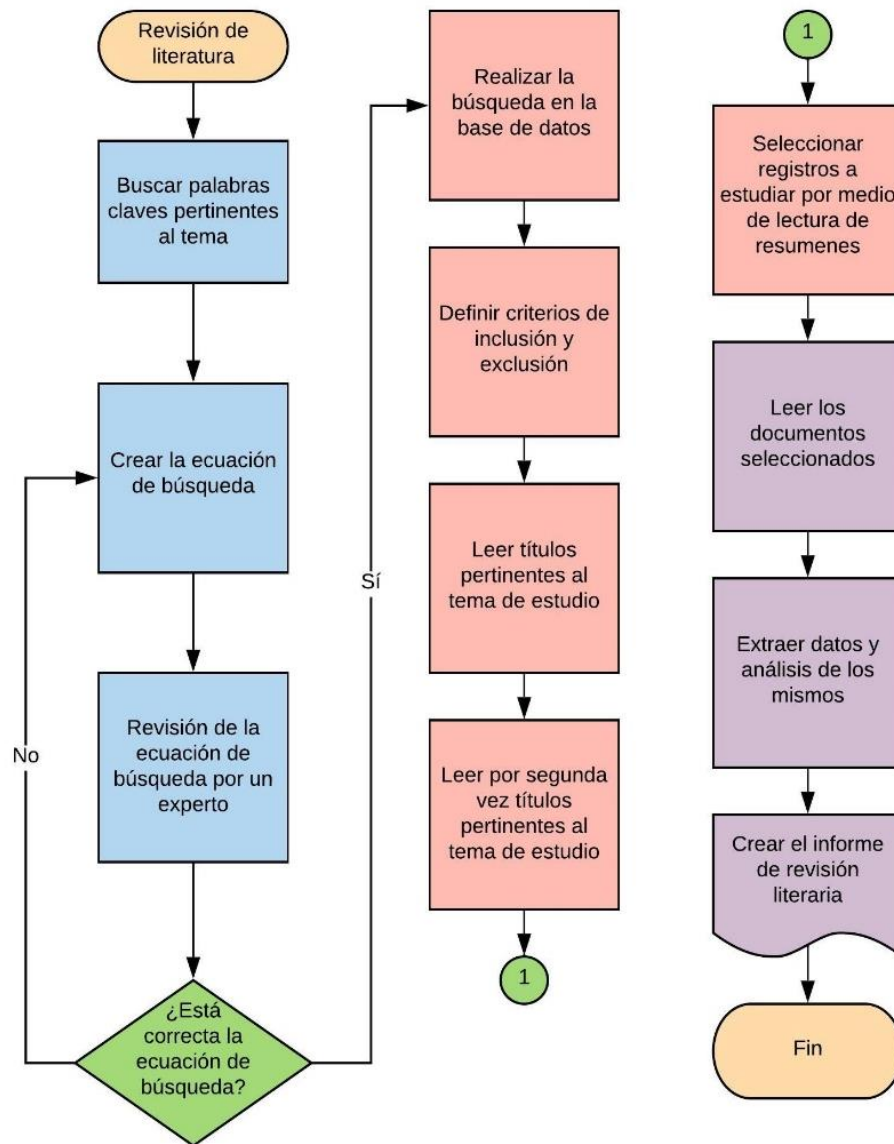 Revisión de
literatura
Buscar palabras
claves pertinentes
al tema
Crear la ecuación
de búsqueda
Revisión de la
ecuación de
búsqueda por un
experto
No
¿Está
correcta la
ecuación de
búsqueda?
Sí
Realizar la
búsqueda en la
base de datos
Definir criterios de
inclusión y
exclusión
Leer títulos
pertinentes al
tema de estudio
Leer por segunda
vez títulos
pertinentes al
tema de estudio
1
1
Seleccionar
registros a
estudiar por medio
de lectura de
resumenes
Leer los
documentos
seleccionados
Extraer datos y
análisis de los
mismos
Crear el informe
de revisión
literaria
Fin